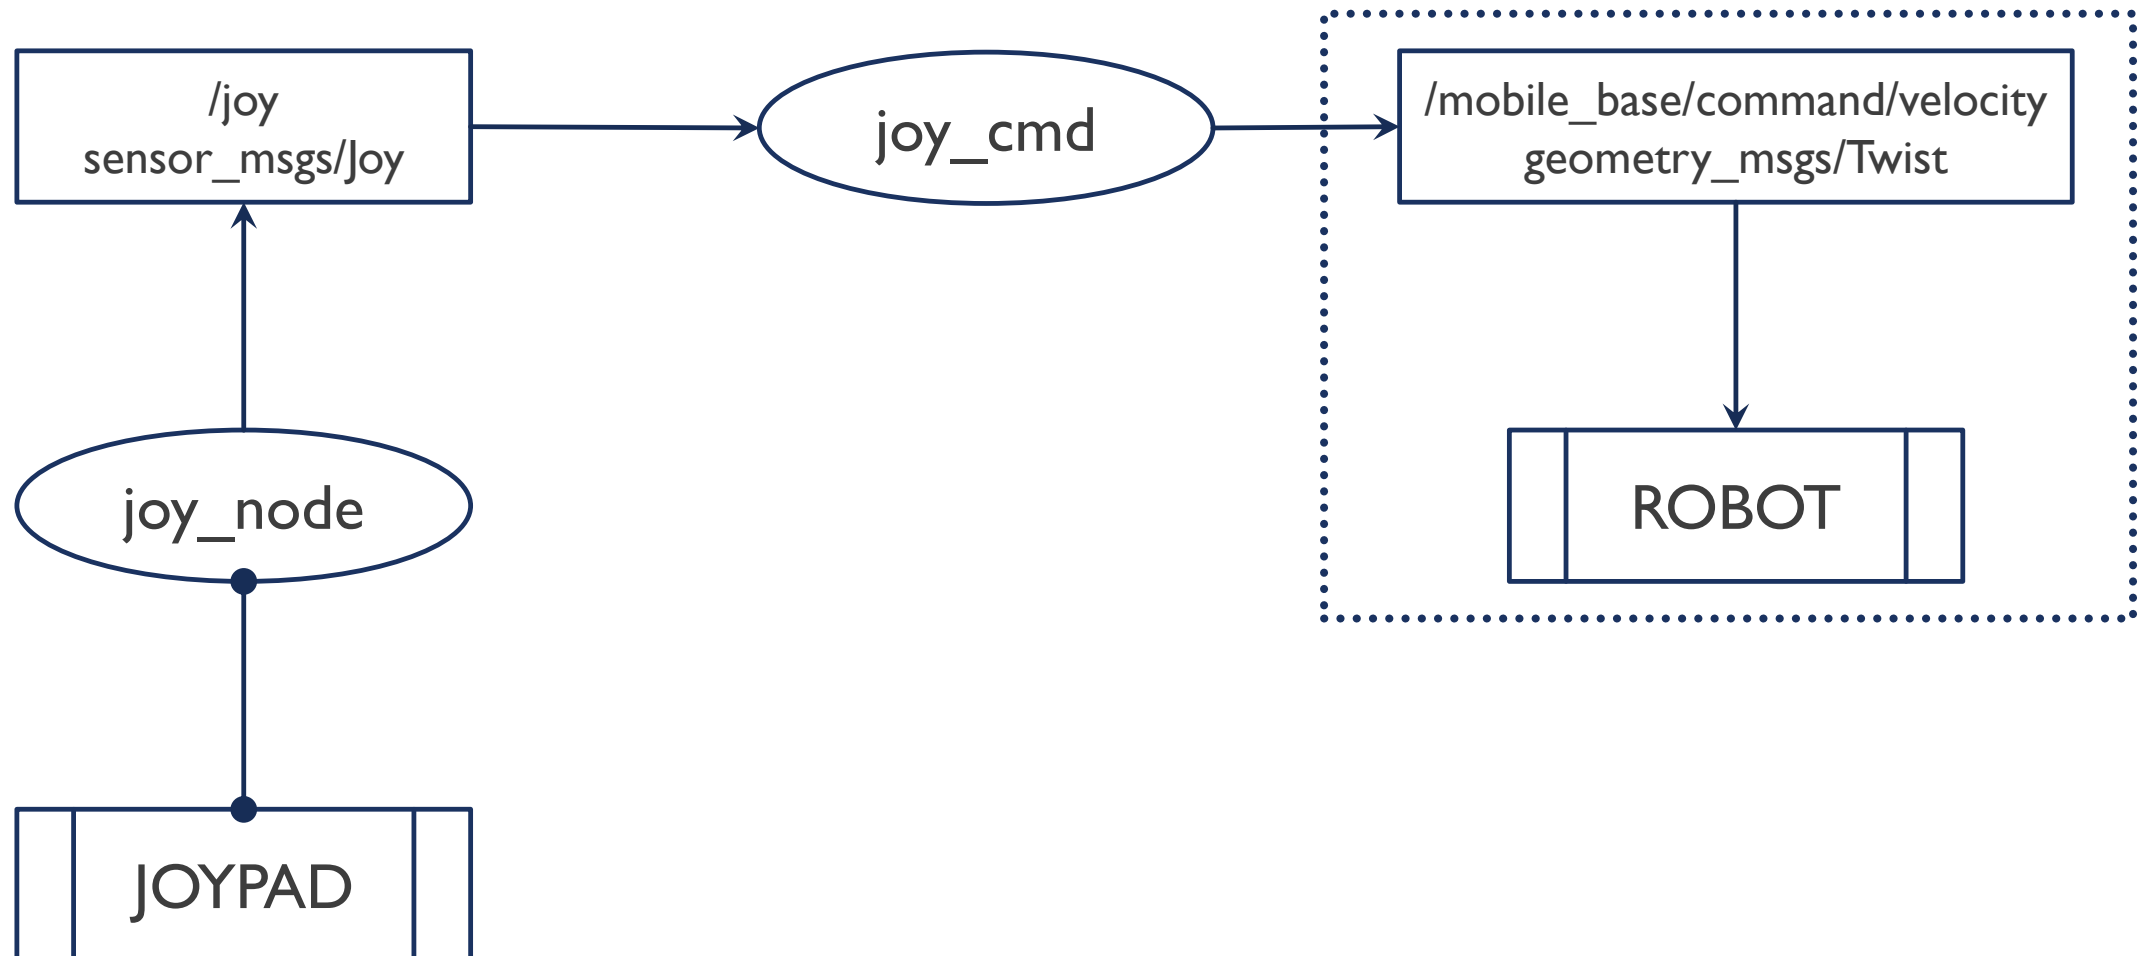 /joy
sensor_msgs/Joy
joy_cmd
/mobile_base/command/velocity
geometry_msgs/Twist
joy_node
ROBOT
JOYPAD